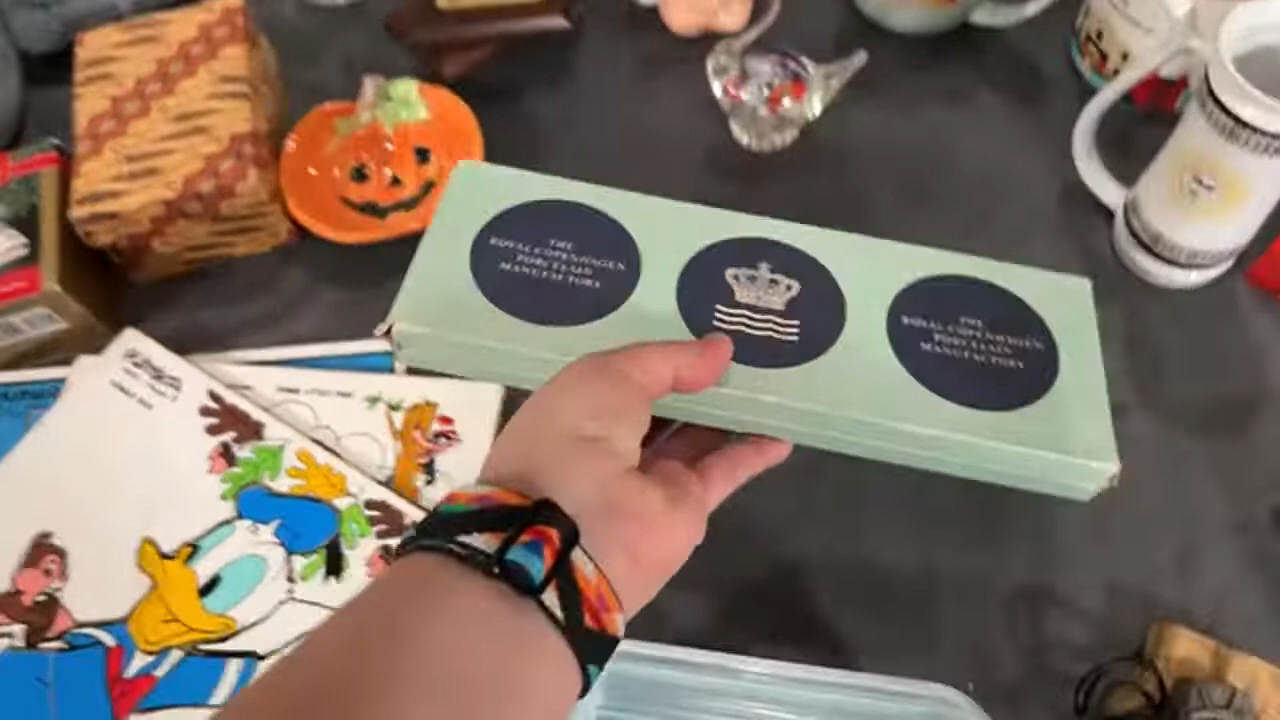 THE
ROYAL COPENHAGEN
PORCELAIN
MANUFACTORY
THE
ROYAL COPENHAGEN
PORCELAIN
MANUFACTORY